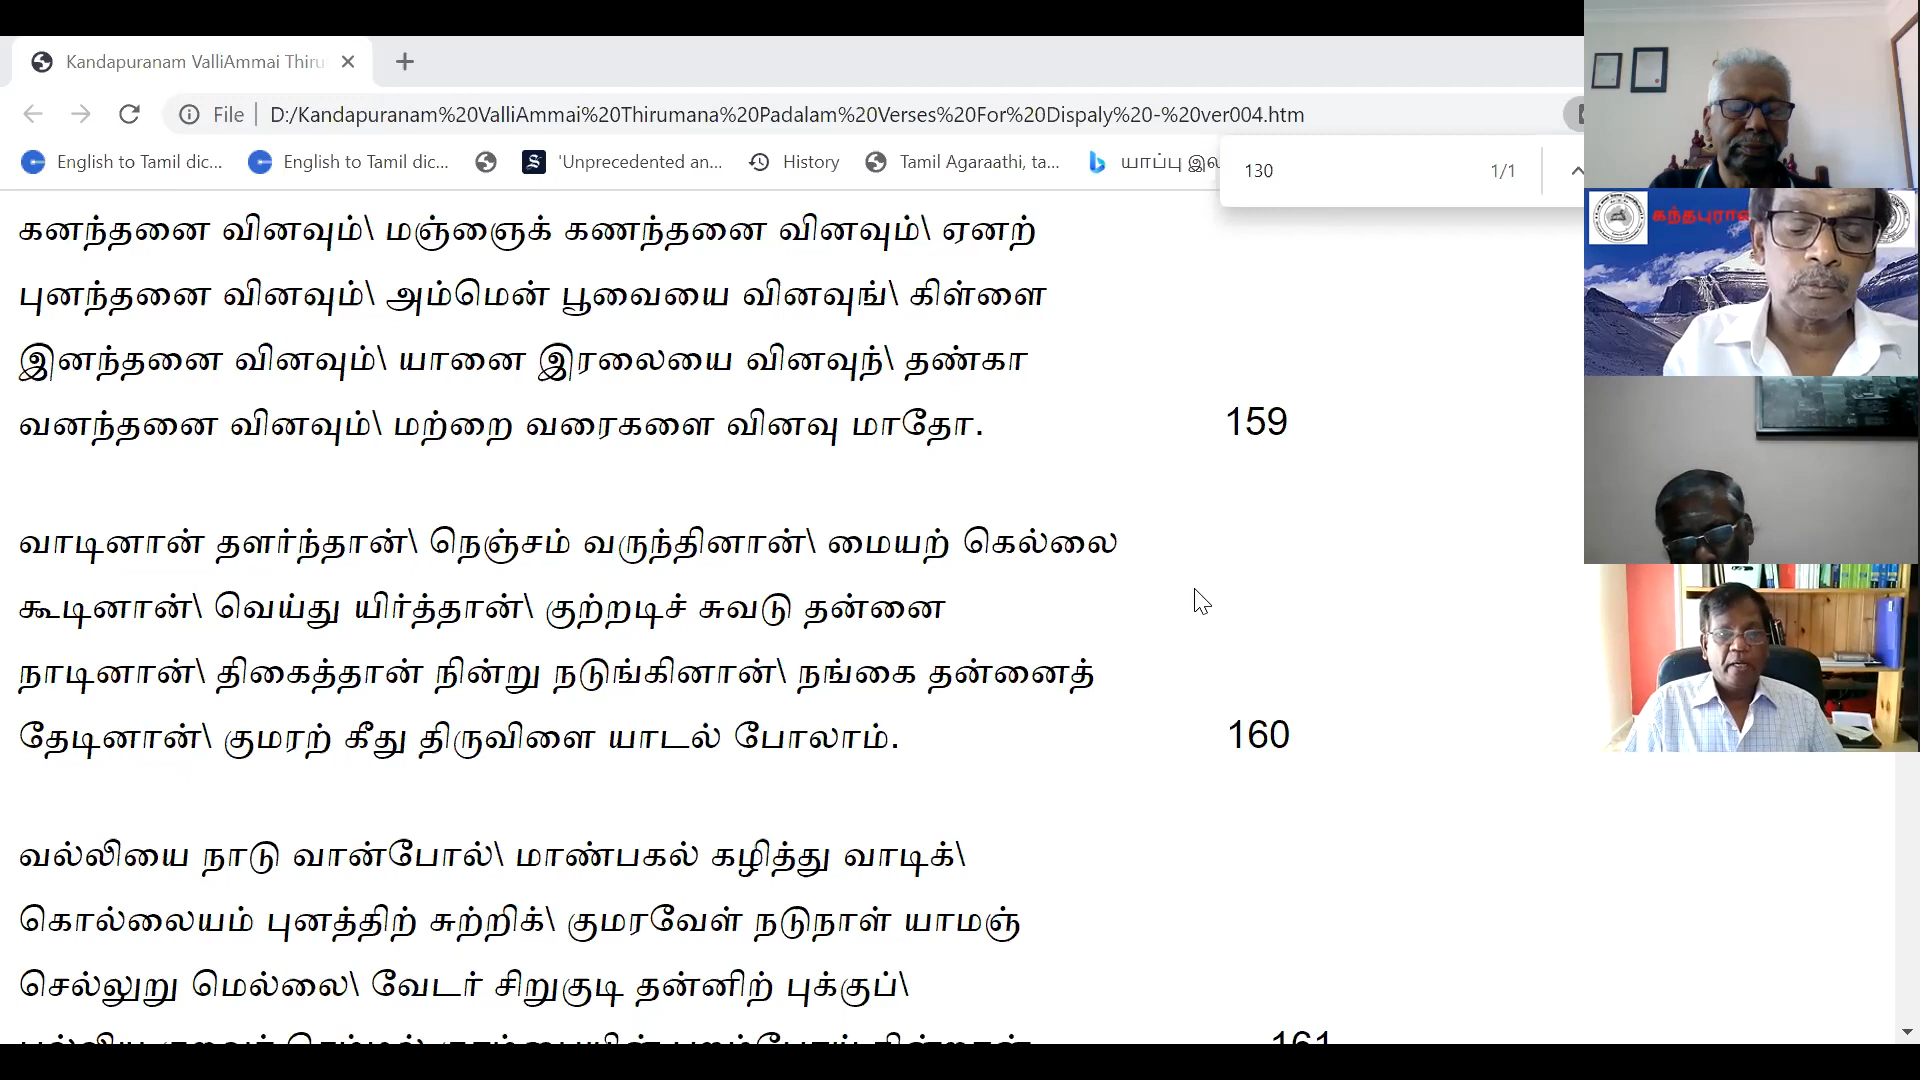 Kandapuranam ValliAmmai Thiru
File
D:/Kandapuranam%20ValliAmmai%20Thirumana%20Padalam%20Verses%20For%20Dispaly%20-%20ver004.htm
English to Tamil dic...
English to Tamil dic...
'Unprecedented an...
History
Tamil Agaraathi, ta...
யாப்பு இல
130
1/1
கனந்தனை வினவும்\ மஞ்ஞைக் கணந்தனை வினவும்\ ஏனற்
புனந்தனை வினவும்\ அம்மென் பூவையை வினவுங்\ கிள்ளை
இனந்தனை வினவும்\ யானை இரலையை வினவுந்\ தண்கா
வனந்தனை வினவும்\ மற்றை வரைகளை வினவு மாதோ. 159
வாடினான் தளர்ந்தான்\ நெஞ்சம் வருந்தினான்\ மையற் கெல்லை
கூடினான்\ வெய்து யிர்த்தான்\ குற்றடிச் சுவடு தன்னை
நாடினான்\ திகைத்தான் நின்று நடுங்கினான்\ நங்கை தன்னைத்
தேடினான்\ குமரற் கீது திருவிளை யாடல் போலாம். 160
வல்லியை நாடு வான்போல்\ மாண்பகல் கழித்து வாடிக்\
கொல்லையம் புனத்திற் சுற்றிக்\ குமரவேள் நடுநாள் யாமஞ்
செல்லுறு மெல்லை\ வேடர் சிறுகுடி தன்னிற் புக்குப்\
161
கந்தபுரா